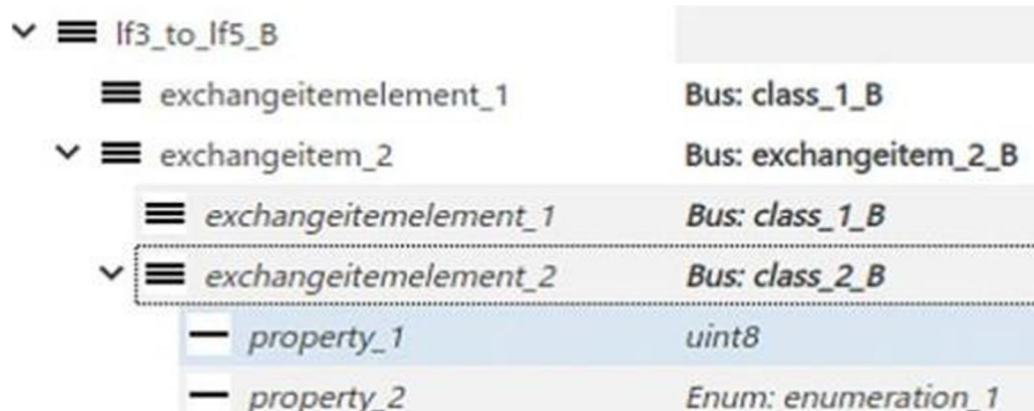 lf3_to_lf5_B
exchangeitemelement_1 Bus: class_1_B
exchangeitem_2 Bus: exchangeitem_2_B
exchangeitemelement_1 Bus: class_1_B
exchangeitemelement_2 Bus: class_2_B
property_1 uint8
property_2 Enum: enumeration_1